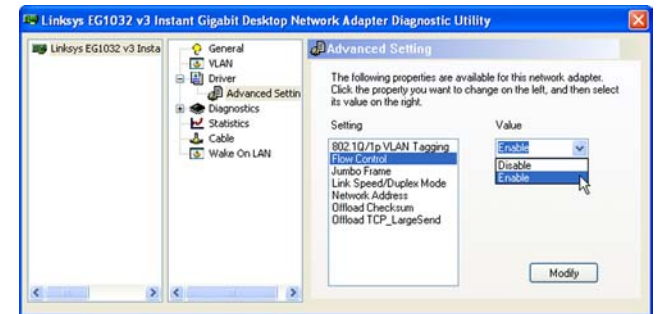 Linksys EG1032 v3 Instant Gigabit Desktop Network Adapter Diagnostic Utility
Linksys EG1032 v3 Insta
General
VLAN
Driver
Advanced Settin
Diagnostics
Statistics
Cable
Wake On LAN
Advanced Setting
The following properties are available for this network adapter.
Click the property you want to change on the left, and then select
its value on the right.
Setting
Value
802.1Q/1p VLAN Tagging
Flow Control
Jumbo Frame
Link Speed/Duplex Mode
Network Address
Offload Checksum
Offload TCP_LargeSend
Enable
Disable
Enable
Modify